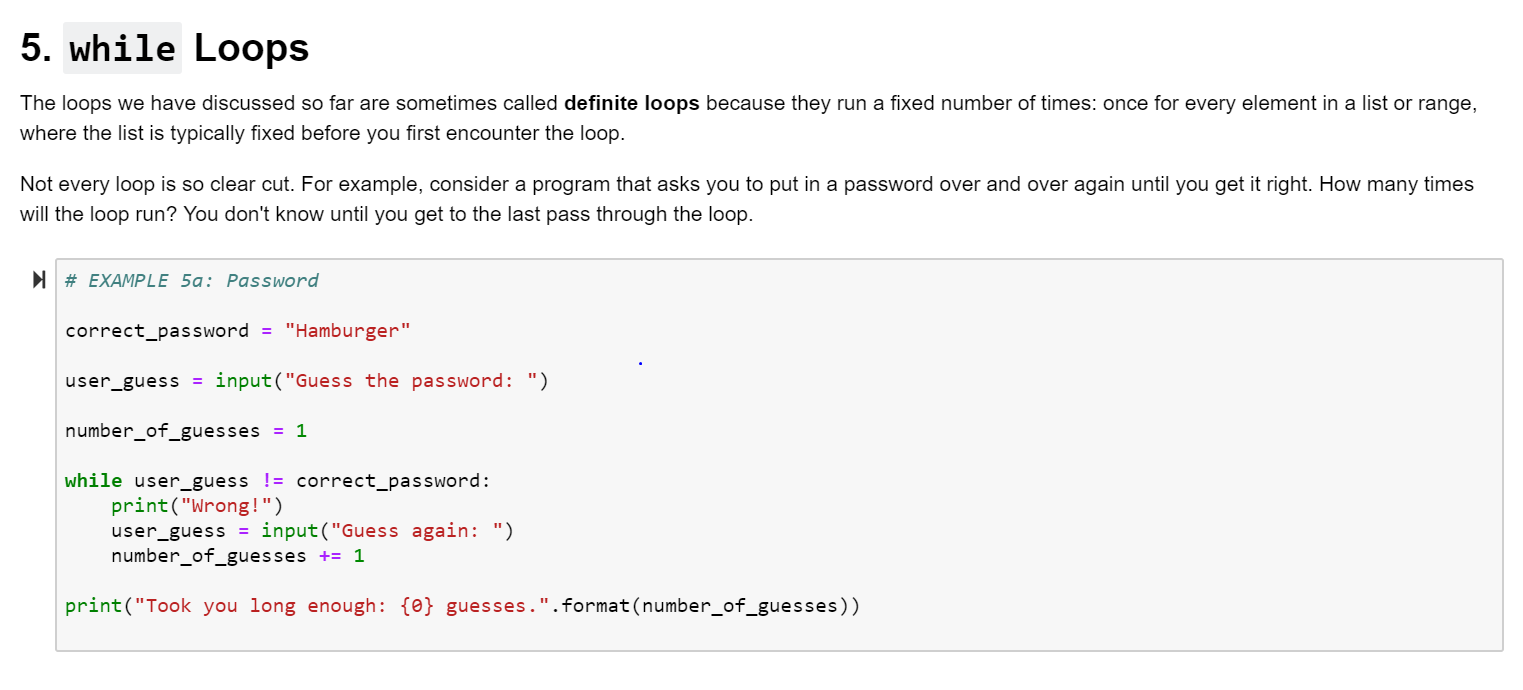 5. while Loops
The loops we have discussed so far are sometimes called definite loops because they run a fixed number of times: once for every element in a list or range,
where the list is typically fixed before you first encounter the loop.
Not every loop is so clear cut. For example, consider a program that asks you to put in a password over and over again until you get it right. How many times
will the loop run? You don't know until you get to the last pass through the loop.
# EXAMPLE 5a: Password
correct_password = "Hamburger"
user_guess = input("Guess the password: ")
number_of_guesses = 1
while user_guess != correct_password:
    print("Wrong!")
    user_guess = input("Guess again: ")
    number_of_guesses += 1
print("Took you long enough: {0} guesses.".format(number_of_guesses))